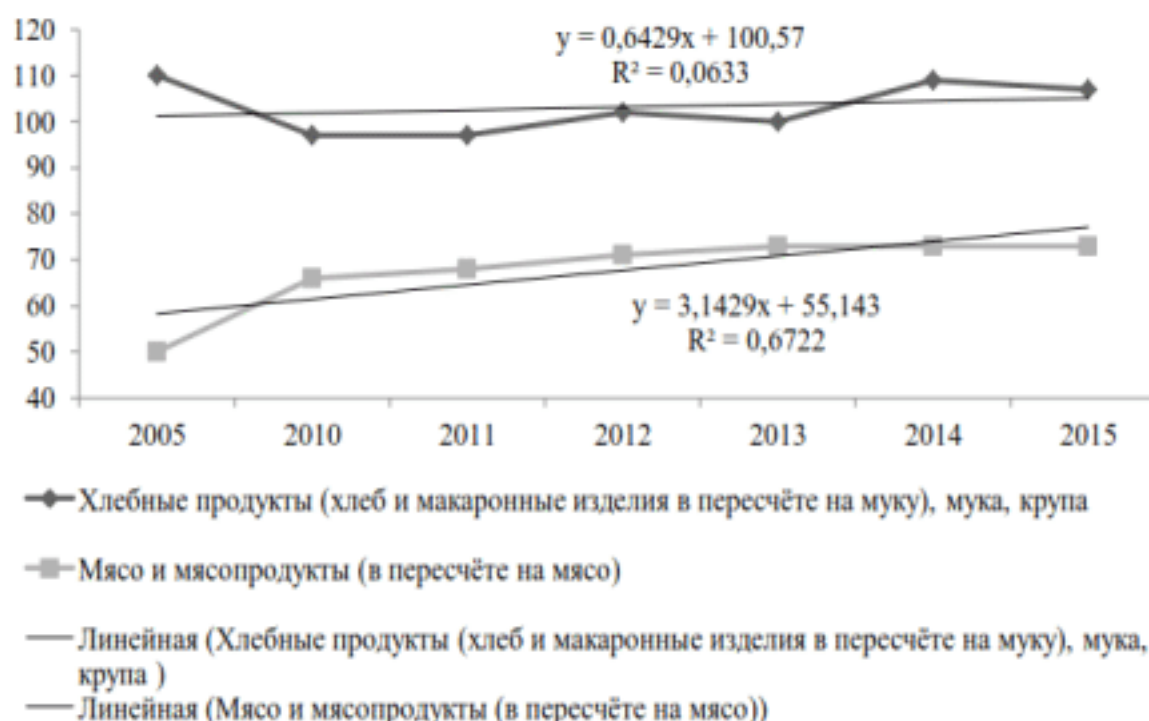 120
y = 0,6429x + 100,57
R² = 0,0633
110
100
90
80
70
60
y = 3,1429x + 55,143
R² = 0,6722
50
40
2005 2010 2011 2012 2013 2014 2015
Хлебные продукты (хлеб и макаронные изделия в пересчёте на муку), мука, крупа
Мясо и мясопродукты (в пересчёте на мясо)
Линейная (Хлебные продукты (хлеб и макаронные изделия в пересчёте на муку), мука,
крупа )
Линейная (Мясо и мясопродукты (в пересчёте на мясо))